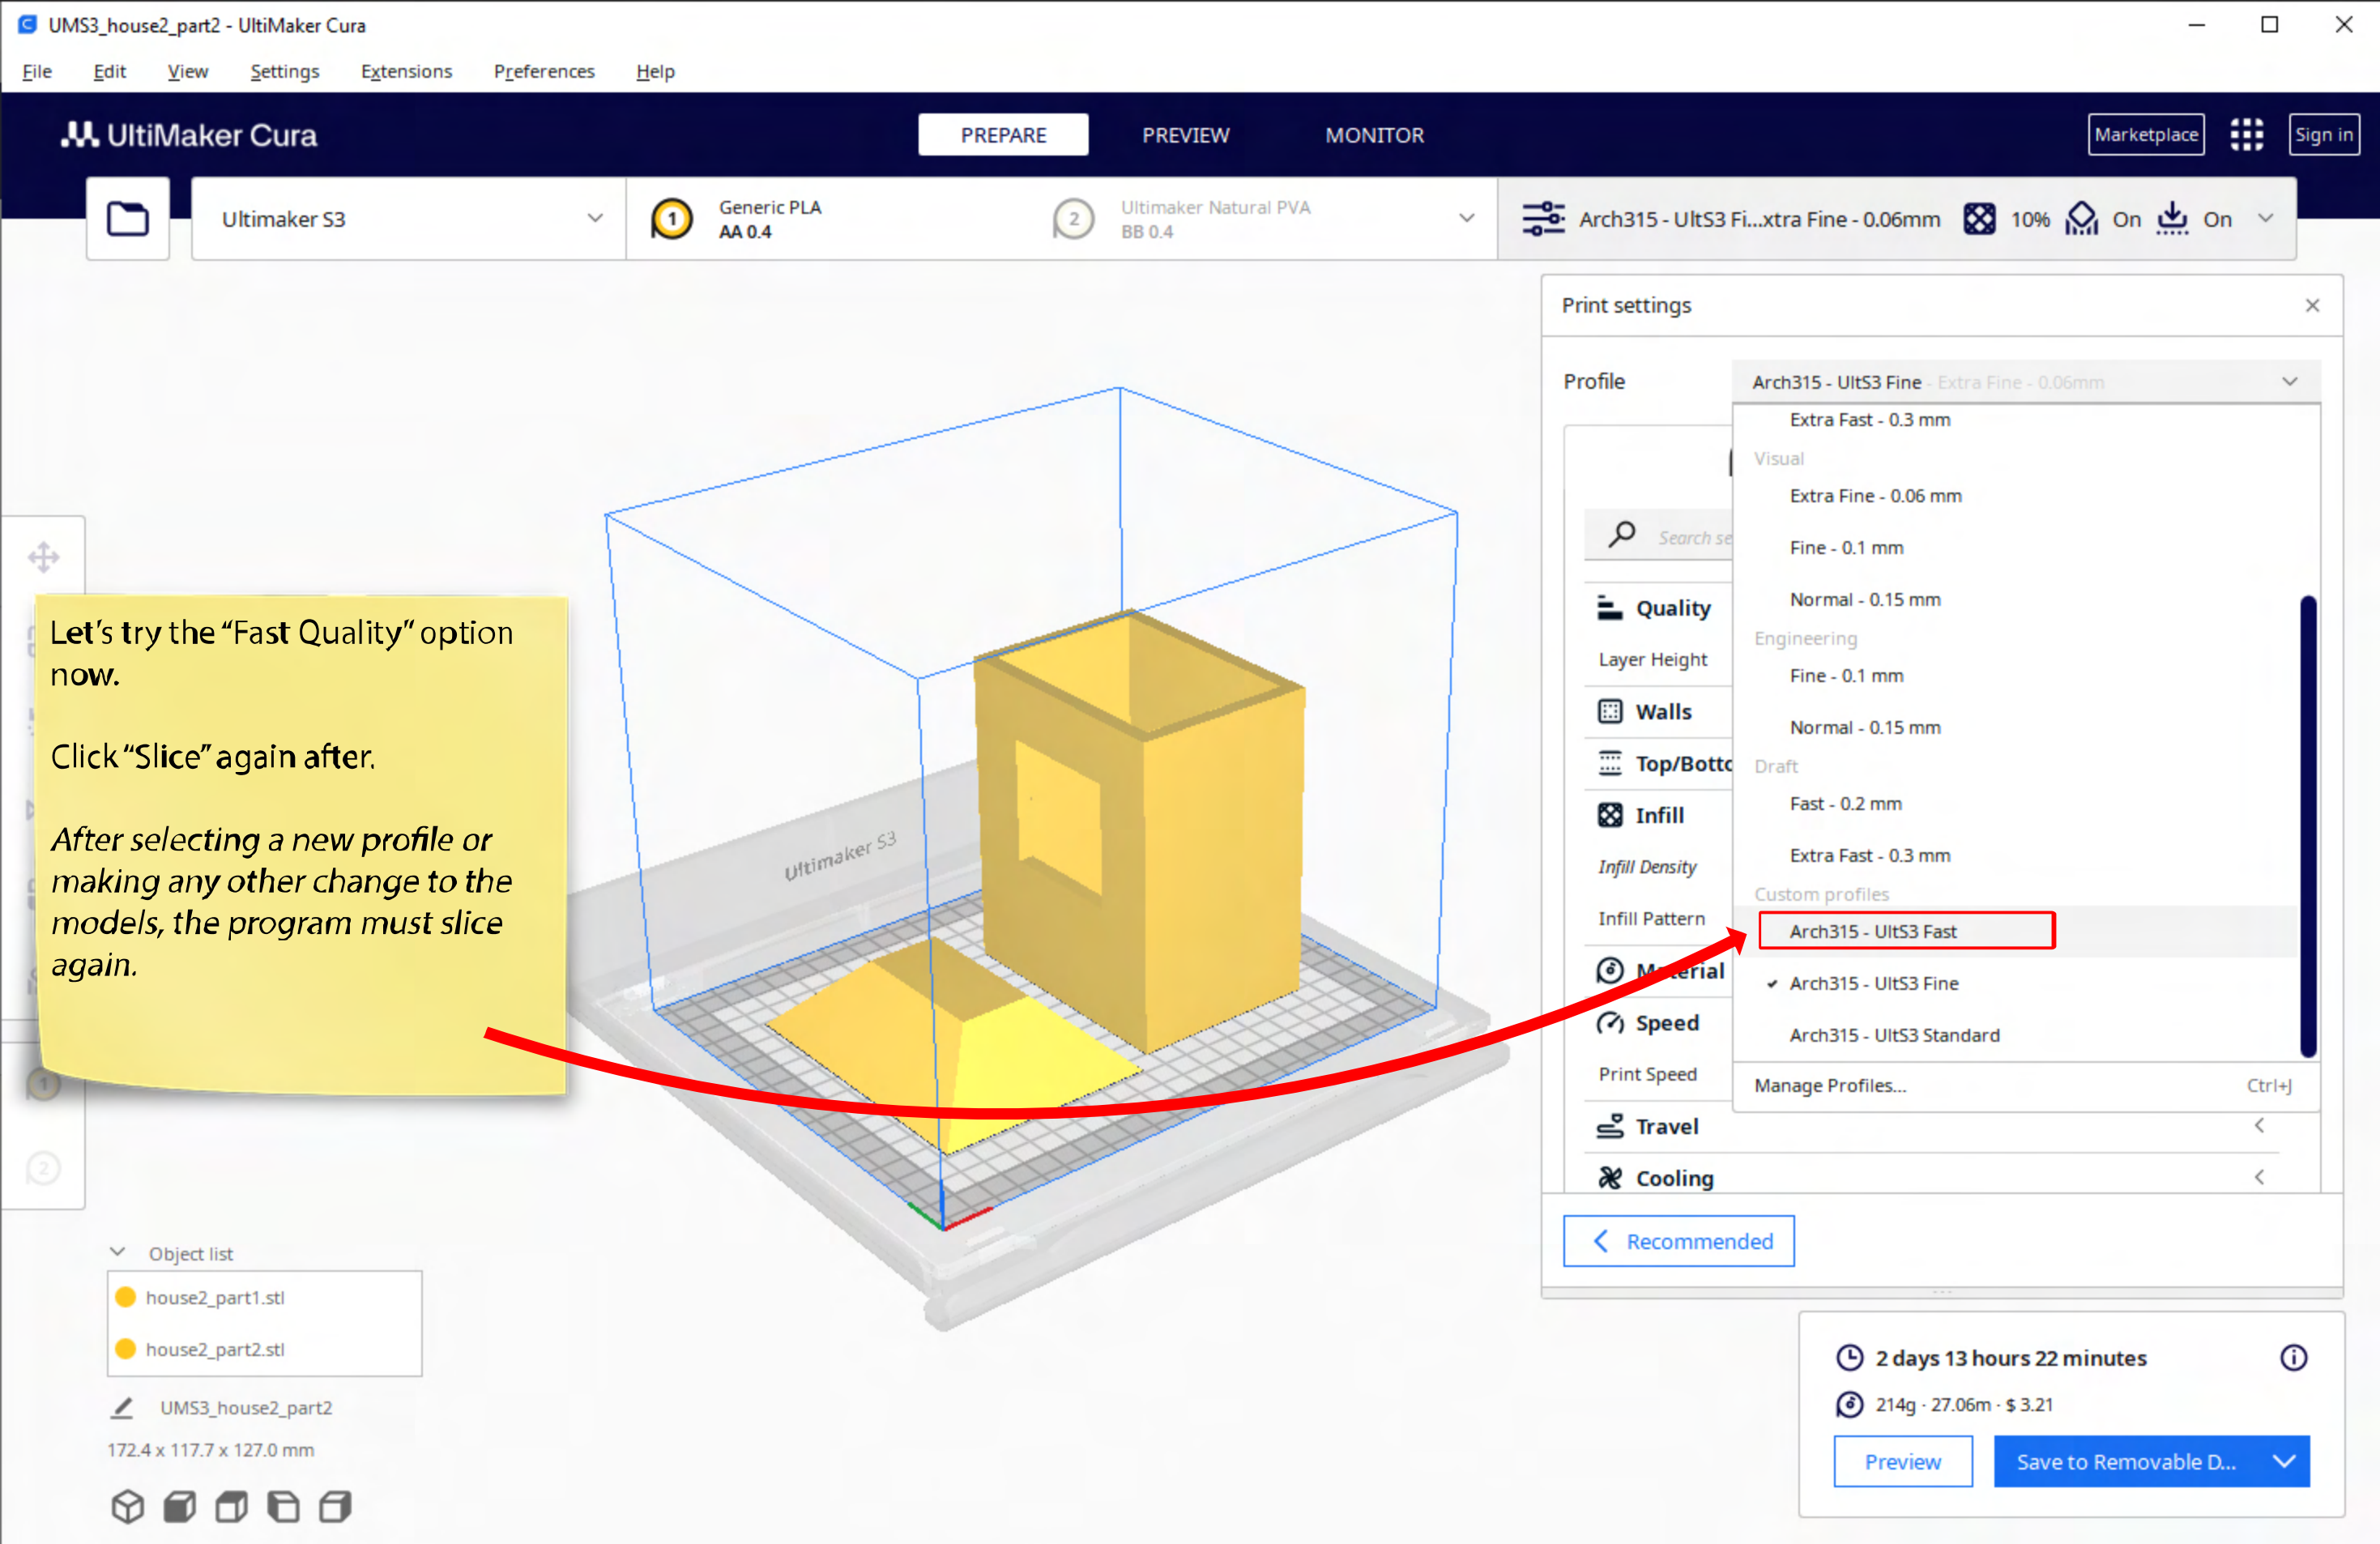 UMS3_house2_part2 - UltiMaker Cura
File Edit View Settings Extensions Preferences Help
UltiMaker Cura
PREPARE PREVIEW MONITOR
Marketplace Sign in
Ultimaker S3
1 Generic PLA
AA 0.4
2 Ultimaker Natural PVA
BB 0.4
Arch315 - UltS3 Fi...xtra Fine - 0.06mm 10% On On
Print settings
Profile
Arch315 - UltS3 Fine - Extra Fine - 0.06mm
Extra Fast - 0.3 mm
Visual
Extra Fine - 0.06 mm
Fine - 0.1 mm
Normal - 0.15 mm
Engineering
Fine - 0.1 mm
Normal - 0.15 mm
Draft
Fast - 0.2 mm
Extra Fast - 0.3 mm
Custom profiles
Arch315 - UltS3 Fast
Arch315 - UltS3 Fine
Arch315 - UltS3 Standard
Manage Profiles... Ctrl+J
Search se
Quality
Layer Height
Walls
Top/Botto
Infill
Infill Density
Infill Pattern
Material
Speed
Print Speed
Travel
Cooling
Recommended
Let's try the “Fast Quality” option
now.
Click “Slice” again after.
After selecting a new profile or
making any other change to the
models, the program must slice
again.
Ultimaker S3
1
2
Object list
house2_part1.stl
house2_part2.stl
UMS3_house2_part2
172.4 x 117.7 x 127.0 mm
2 days 13 hours 22 minutes
214g · 27.06m · $ 3.21
Preview
Save to Removable D...